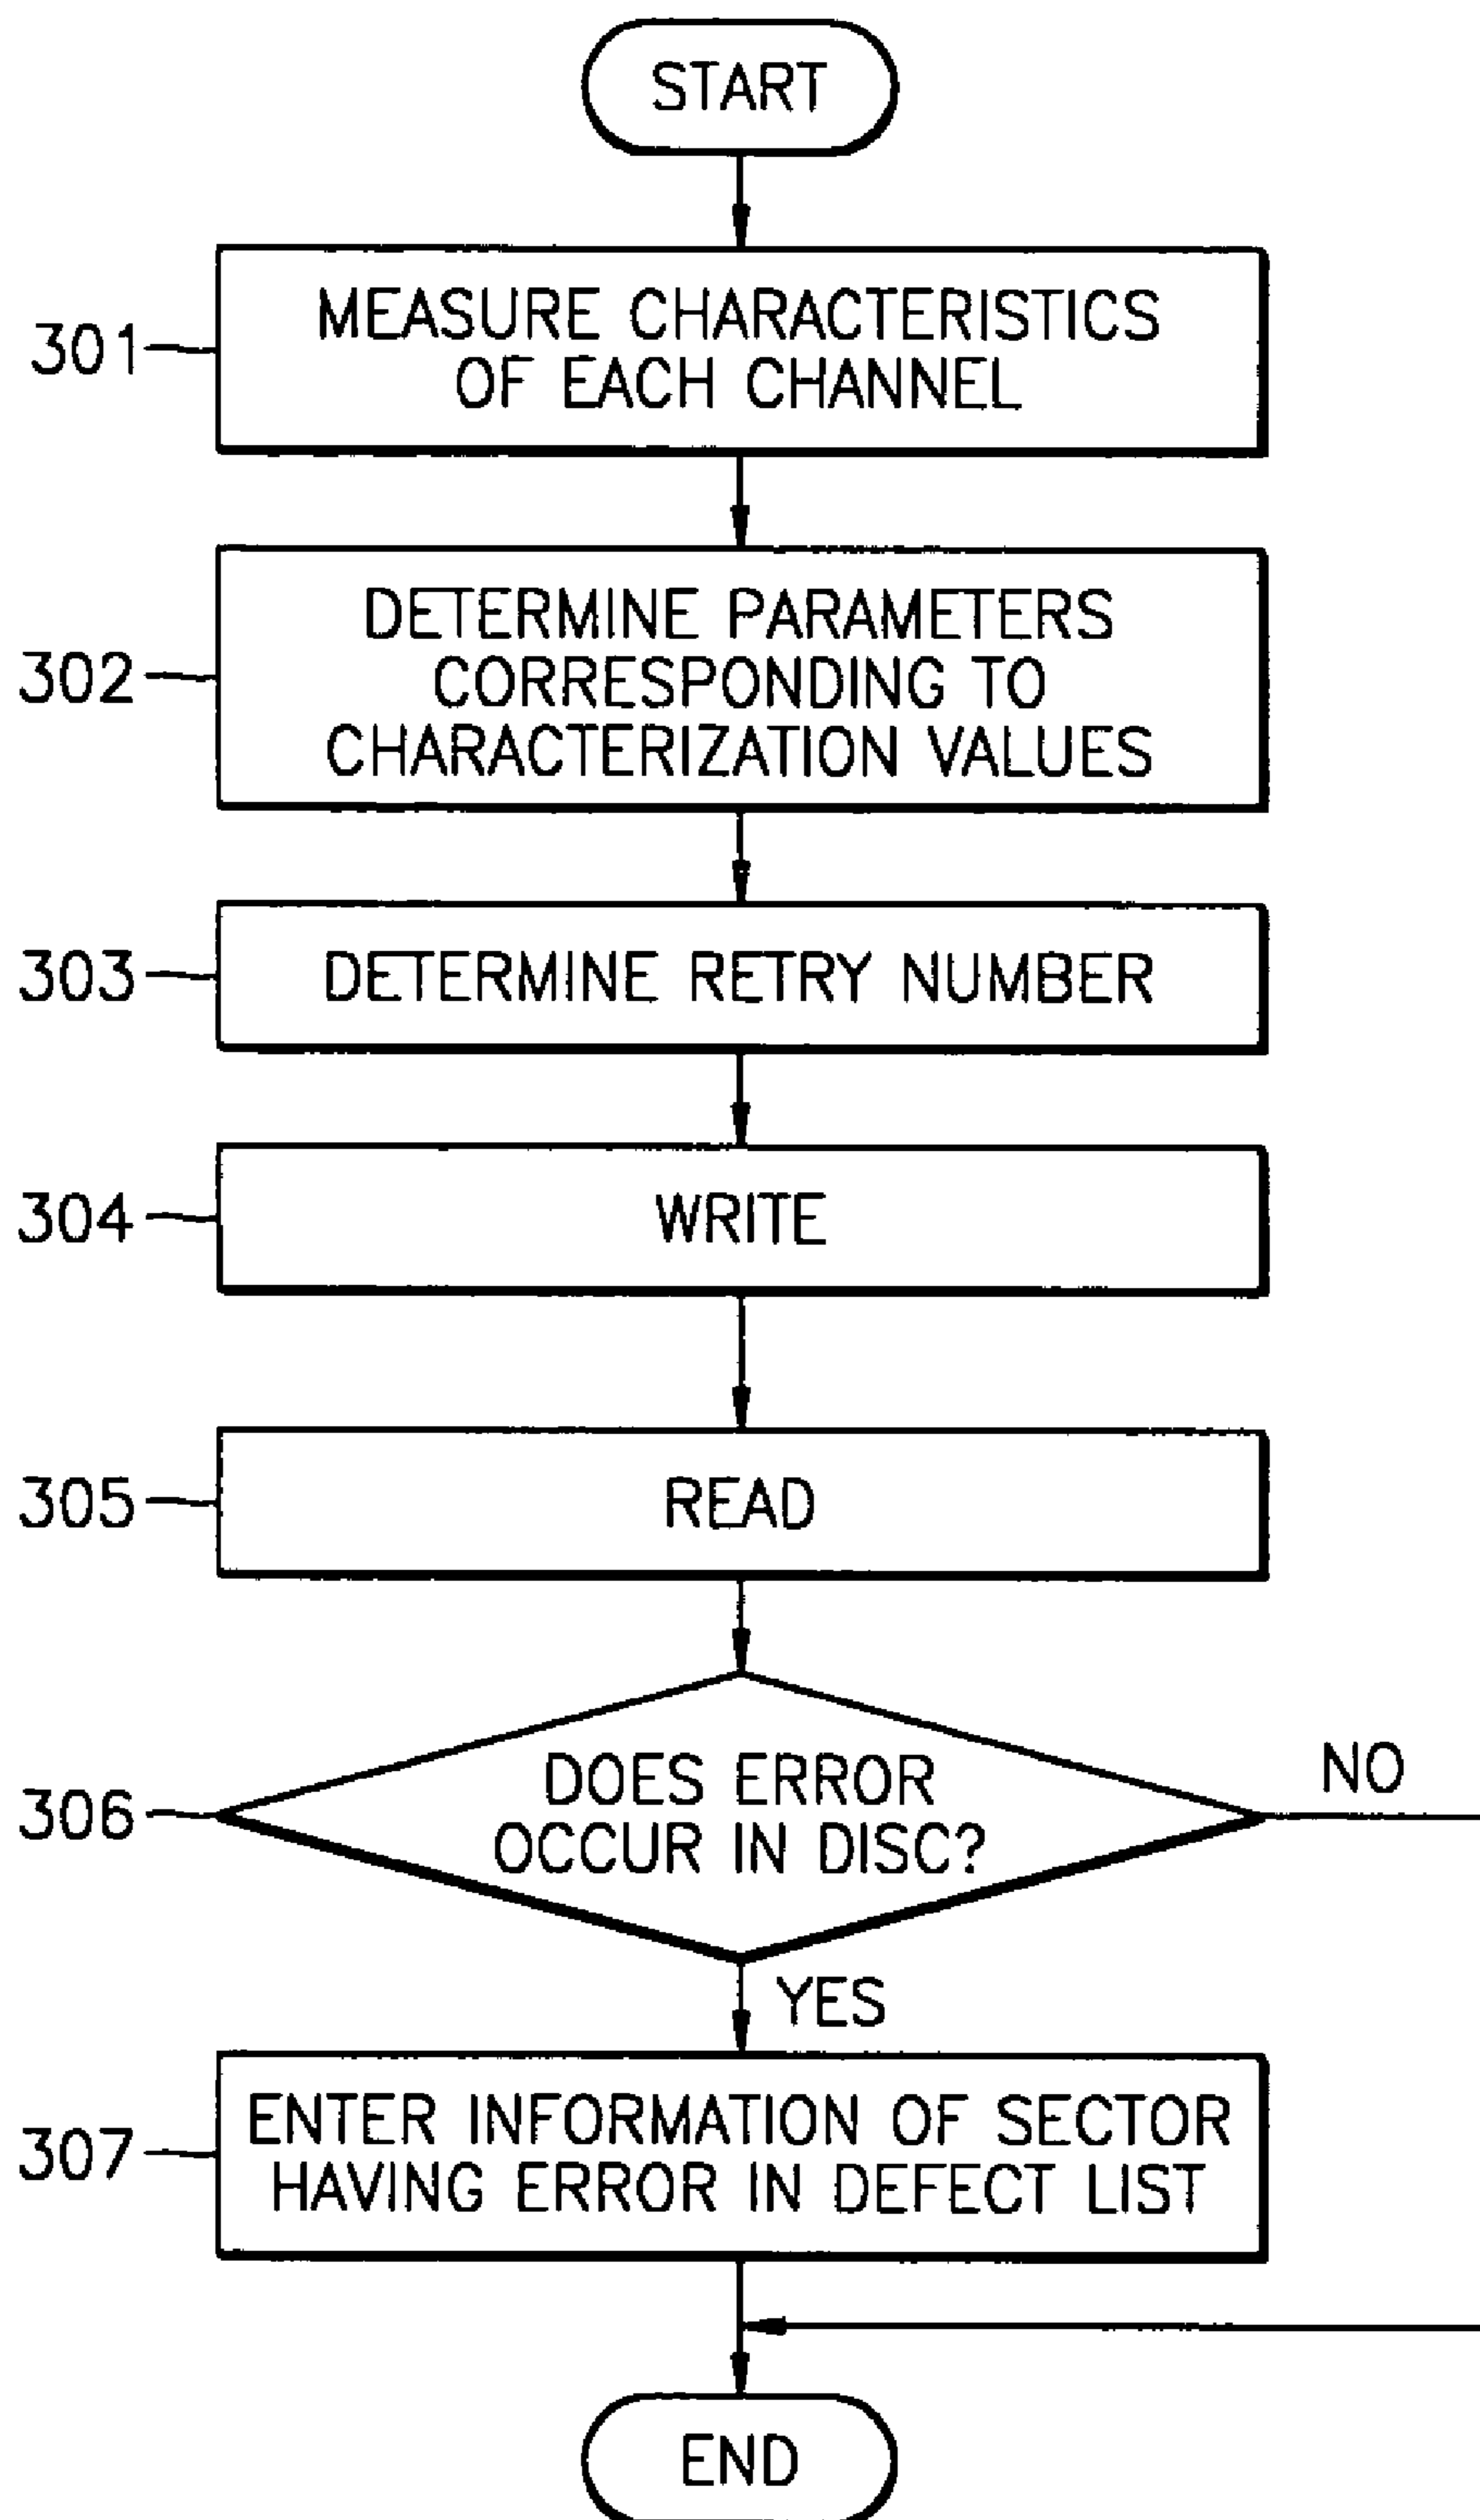 START
301
MEASURE CHARACTERISTICS
OF EACH CHANNEL
302
DETERMINE PARAMETERS
CORRESPONDING TO
CHARACTERIZATION VALUES
303
DETERMINE RETRY NUMBER
304
WRITE
305
READ
306
DOES ERROR
OCCUR IN DISC?
NO
YES
307
ENTER INFORMATION OF SECTOR
HAVING ERROR IN DEFECT LIST
END